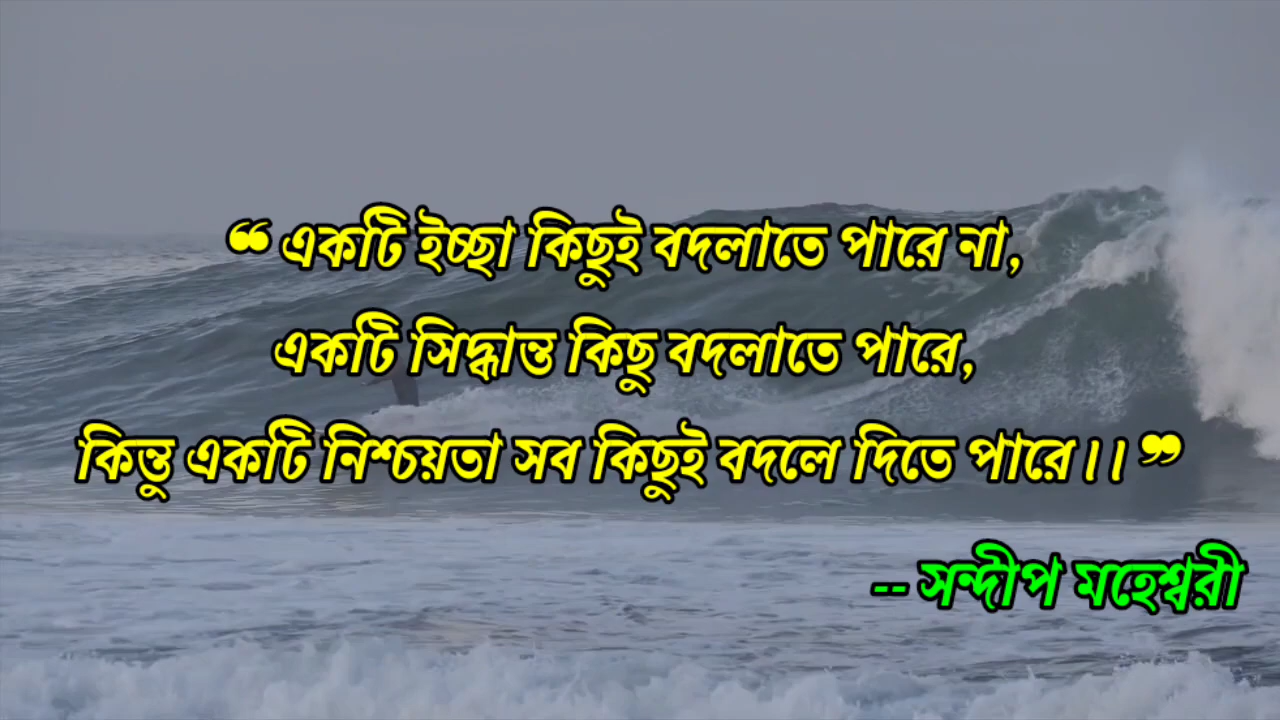 ❝ একটি ইচ্ছা কিছুই বদলাতে পারে না,
একটি সিদ্ধান্ত কিছু বদলাতে পারে,
কিন্তু একটি নিশ্চয়তা সব কিছুই বদলে দিতে পারে।। ❞
-- সন্দীপ মহেশ্বরী